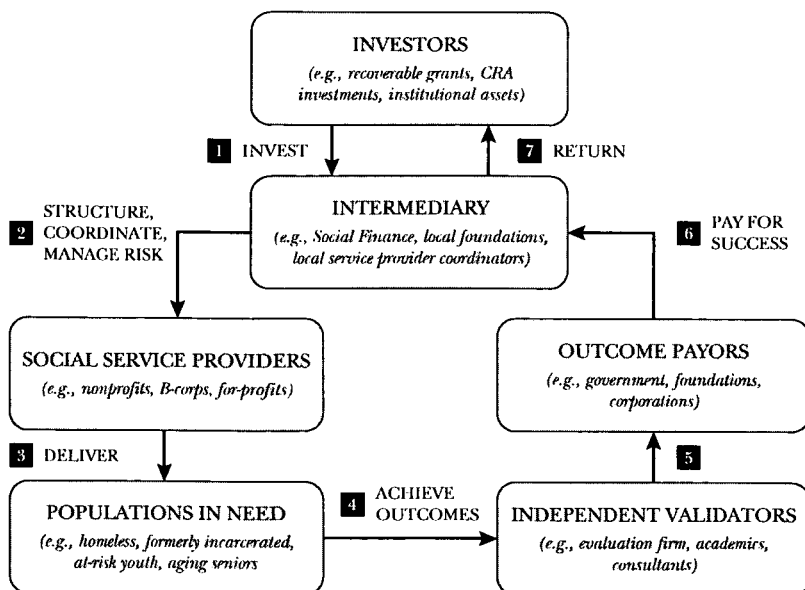 INVESTORS
(e.g., recoverable grants, CRA
investments, institutional assets)
1 INVEST
7 RETURN
INTERMEDIARY
(e.g., Social Finance, local foundations,
local service provider coordinators)
2 STRUCTURE,
COORDINATE,
MANAGE RISK
6 PAY FOR
SUCCESS
SOCIAL SERVICE PROVIDERS
(e.g., nonprofits, B-corps, for-profits)
OUTCOME PAYORS
(e.g., government, foundations,
corporations)
3 DELIVER
5
POPULATIONS IN NEED
(e.g., homeless, formerly incarcerated,
at-risk youth, aging seniors
4 ACHIEVE
OUTCOMES
INDEPENDENT VALIDATORS
(e.g., evaluation firm, academics,
consultants)